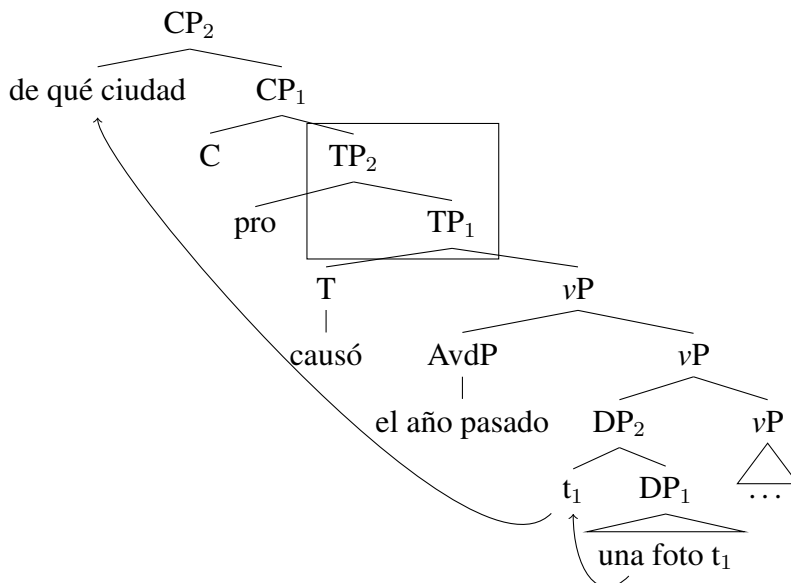 CP₂
de qué ciudad CP₁
C TP₂
pro TP₁
T vP
causó AvdP vP
el año pasado DP₂ vP
t₁ DP₁ ...
una foto t₁